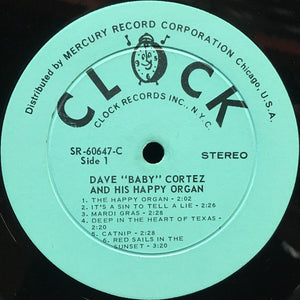 Distributed by MERCURY RECORD CORPORATION Chicago, U.S.A.
CLOCK
CLOCK RECORDS INC., N.Y.C.
SR-60647-C
Side 1
STEREO
DAVE "BABY" CORTEZ
AND HIS HAPPY ORGAN
1. THE HAPPY ORGAN - 2:02
2. IT'S A SIN TO TELL A LIE - 2:28
3. MARDI GRAS - 2:28
4. DEEP IN THE HEART OF TEXAS -
2:20
5. CATNIP - 2:28
6. RED SAILS IN THE
SUNSET - 3:20